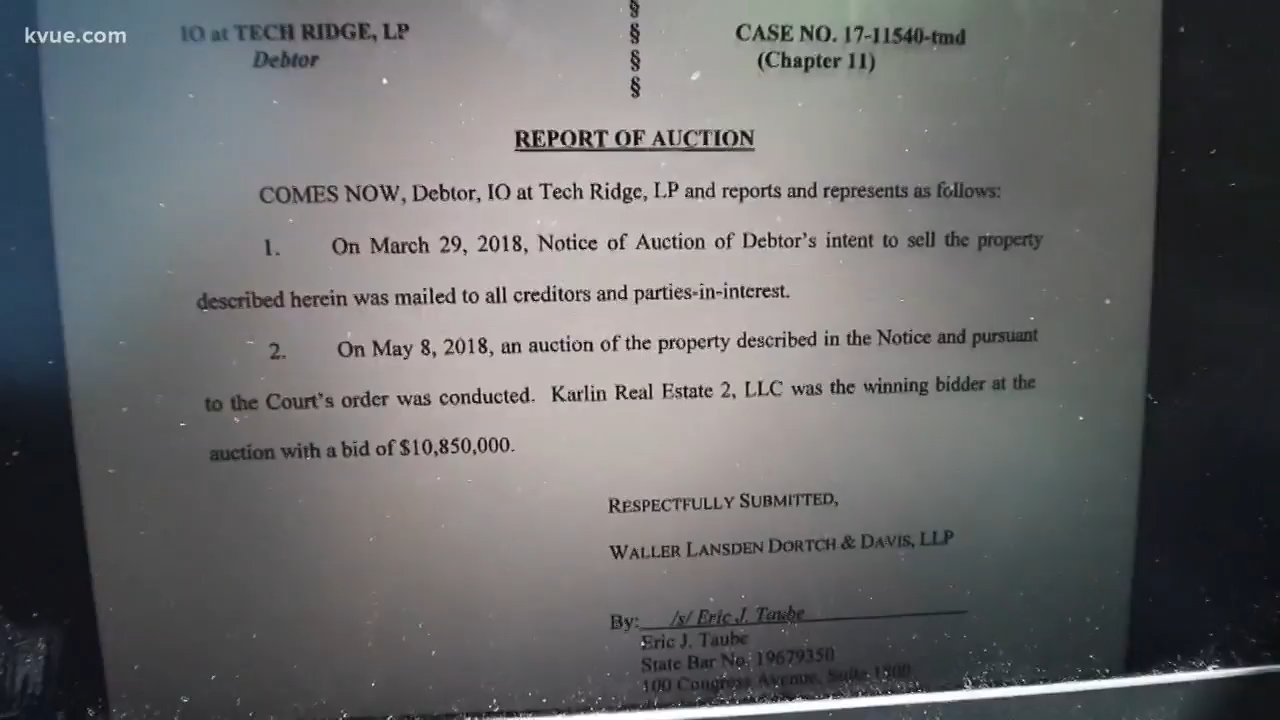 kvue.com
IO at TECH RIDGE, LP
Debtor
§
§
§
§
CASE NO. 17-11540-tmd
(Chapter 11)
REPORT OF AUCTION
COMES NOW, Debtor, IO at Tech Ridge, LP and reports and represents as follows:
1. On March 29, 2018, Notice of Auction of Debtor's intent to sell the property
described herein was mailed to all creditors and parties-in-interest.
2. On May 8, 2018, an auction of the property described in the Notice and pursuant
to the Court's order was conducted. Karlin Real Estate 2, LLC was the winning bidder at the
auction with a bid of $10,850,000.
RESPECTFULLY SUBMITTED,
WALLER LANSDEN DORTCH & DAVIS, LLP
By: /s/ Eric J. Taube
Eric J. Taube
State Bar No. 19679350
100 Congress Avenue, Suite 1800